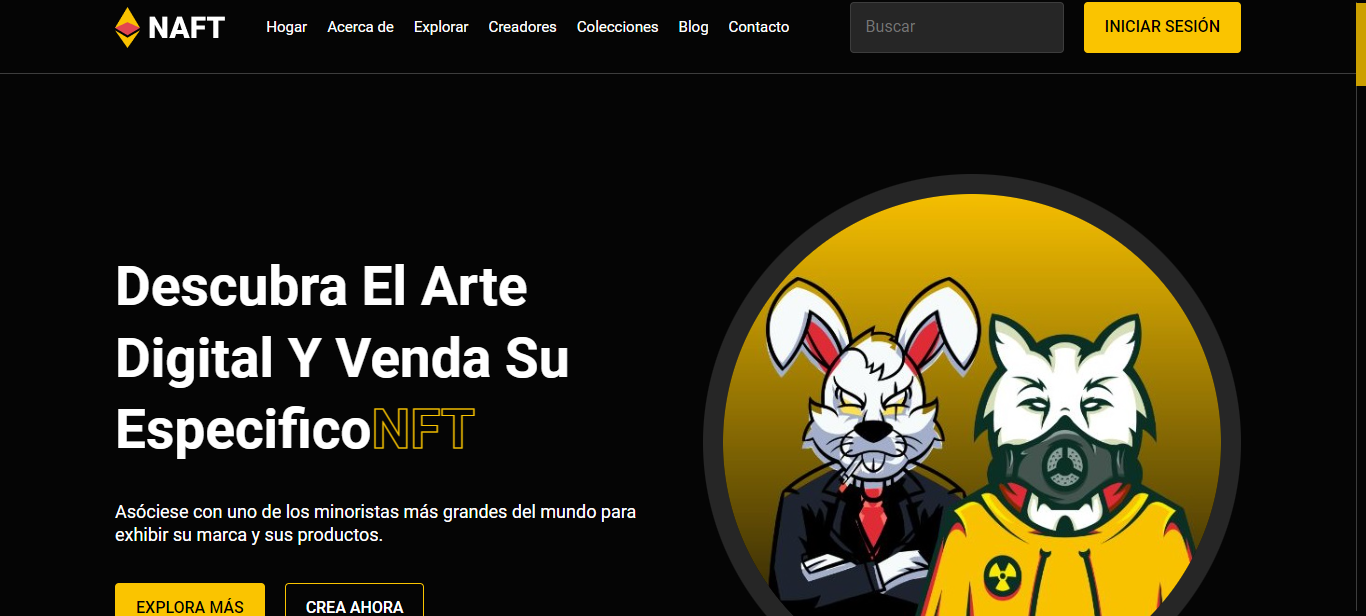 NAFT
Hogar Acerca de Explorar Creadores Colecciones Blog Contacto
Buscar
INICIAR SESIÓN
Descubra El Arte
Digital Y Venda Su
EspecificoNFT
Asóciese con uno de los minoristas más grandes del mundo para
exhibir su marca y sus productos.
EXPLORA MÁS
CREA AHORA